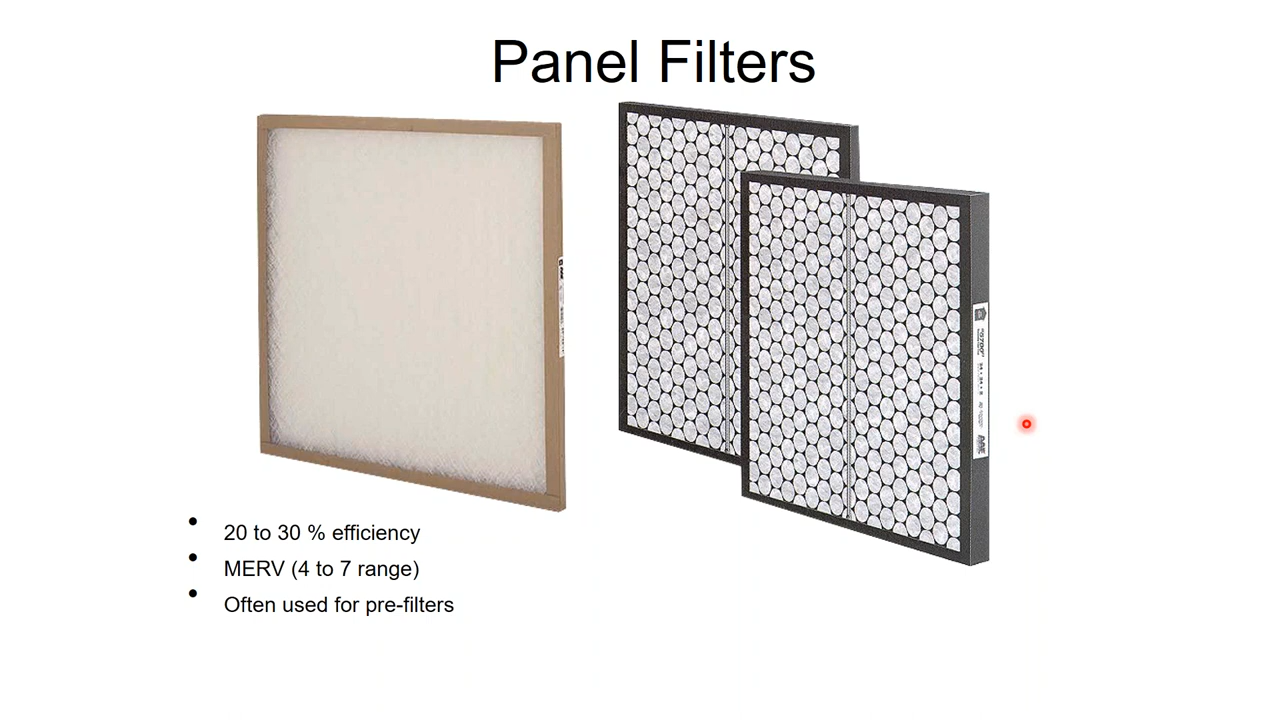 Panel Filters
• 20 to 30 % efficiency
• MERV (4 to 7 range)
• Often used for pre-filters